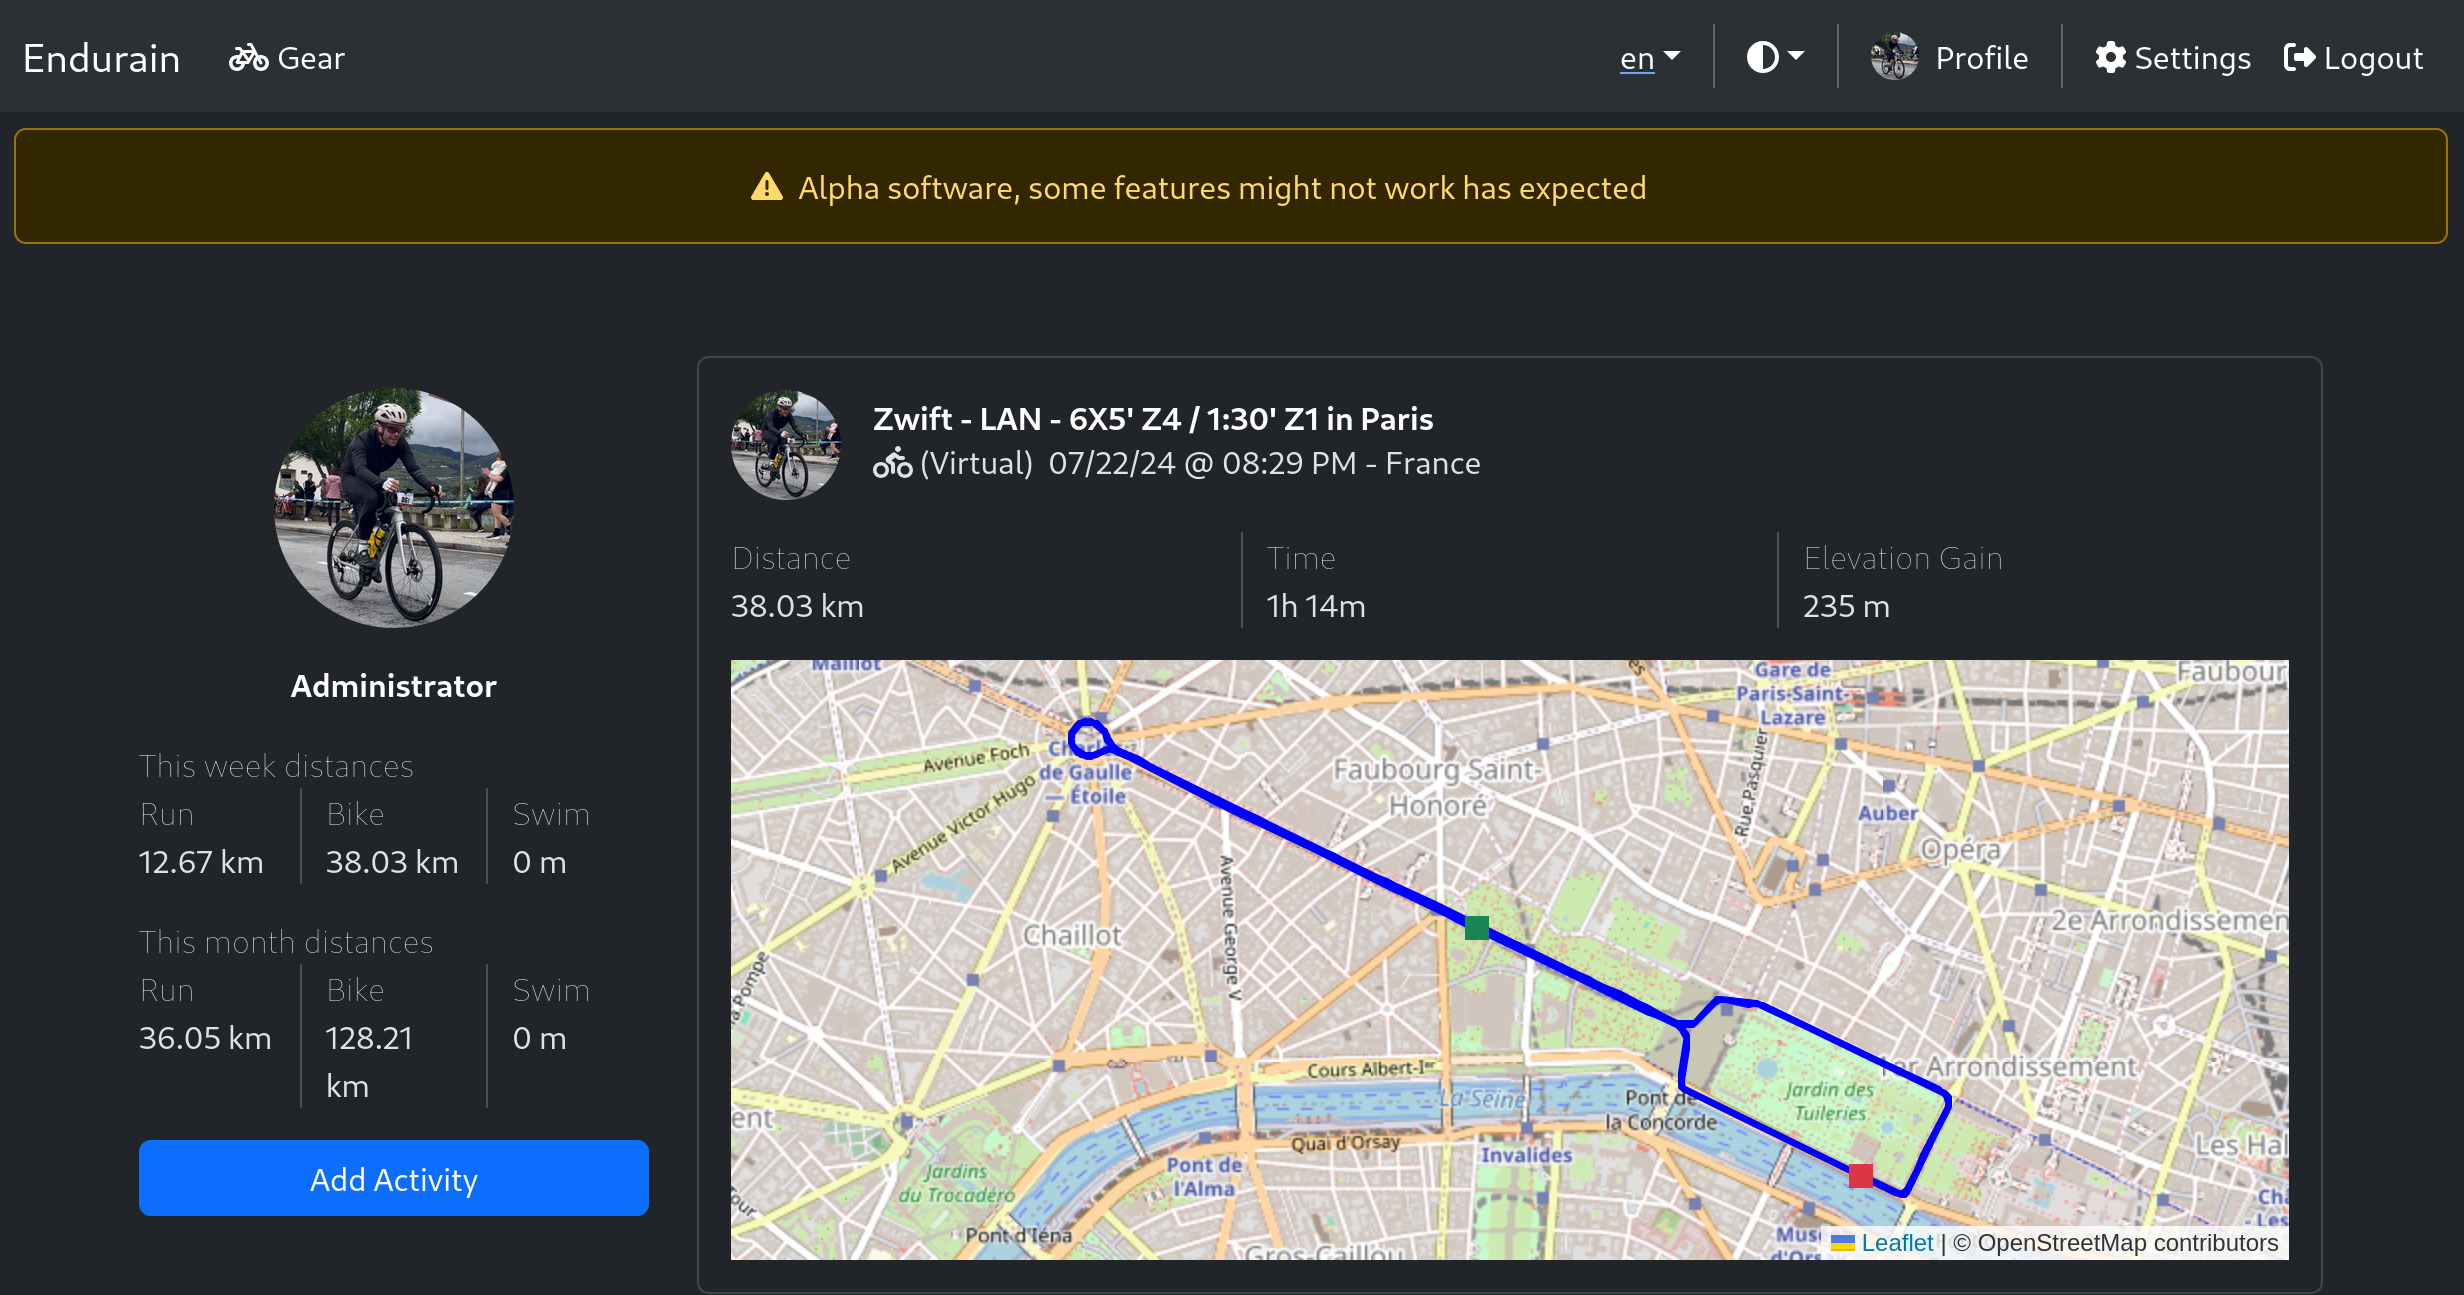 Endurain
Gear
en
Profile
Settings
Logout
Alpha software, some features might not work has expected
Administrator
This week distances
Run
Bike
Swim
12.67 km
38.03 km
0 m
This month distances
Run
Bike
Swim
36.05 km
128.21
km
0 m
Add Activity
Zwift - LAN - 6X5' Z4 / 1:30' Z1 in Paris
(Virtual) 07/22/24 @ 08:29 PM - France
Distance
Time
Elevation Gain
38.03 km
1h 14m
235 m
Maillot
Gare de
Paris-Saint-
Lazare
Faubour
Avenue Foch
de Gaulle
— Étoile
Avenue Victor Hugo
Faubourg Saint-
Honoré
Rue Pasquier
Auber
Opéra
Avenue George V
Chaillot
2e Arrondissemen
Pompe
Cours Albert-Ier
La Seine
Pont de
la Concorde
1er Arrondissement
Jardin des
Tuileries
ent
Quai d'Orsay
Invalides
Les Hal
Jardins
du Trocadéro
Pont de
l'Alma
Châ
- Les
Pont d'Iéna
Gros-Caillou
Mus
d'Ors
Leaflet | © OpenStreetMap contributors